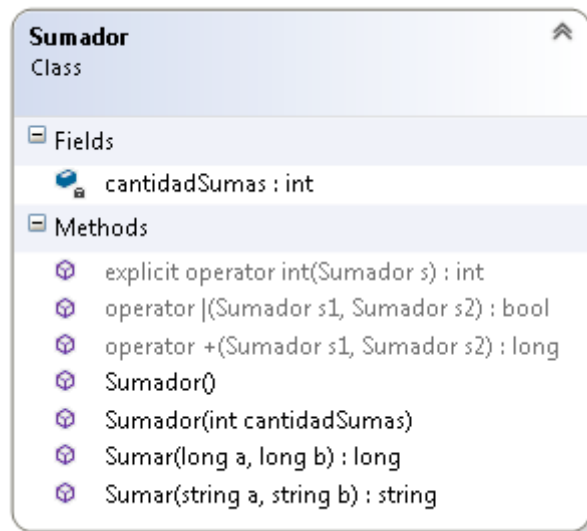 Sumador
Class
Fields
cantidadSumas : int
Methods
explicit operator int(Sumador s) : int
operator |(Sumador s1, Sumador s2) : bool
operator +(Sumador s1, Sumador s2) : long
Sumador()
Sumador(int cantidadSumas)
Sumar(long a, long b) : long
Sumar(string a, string b) : string